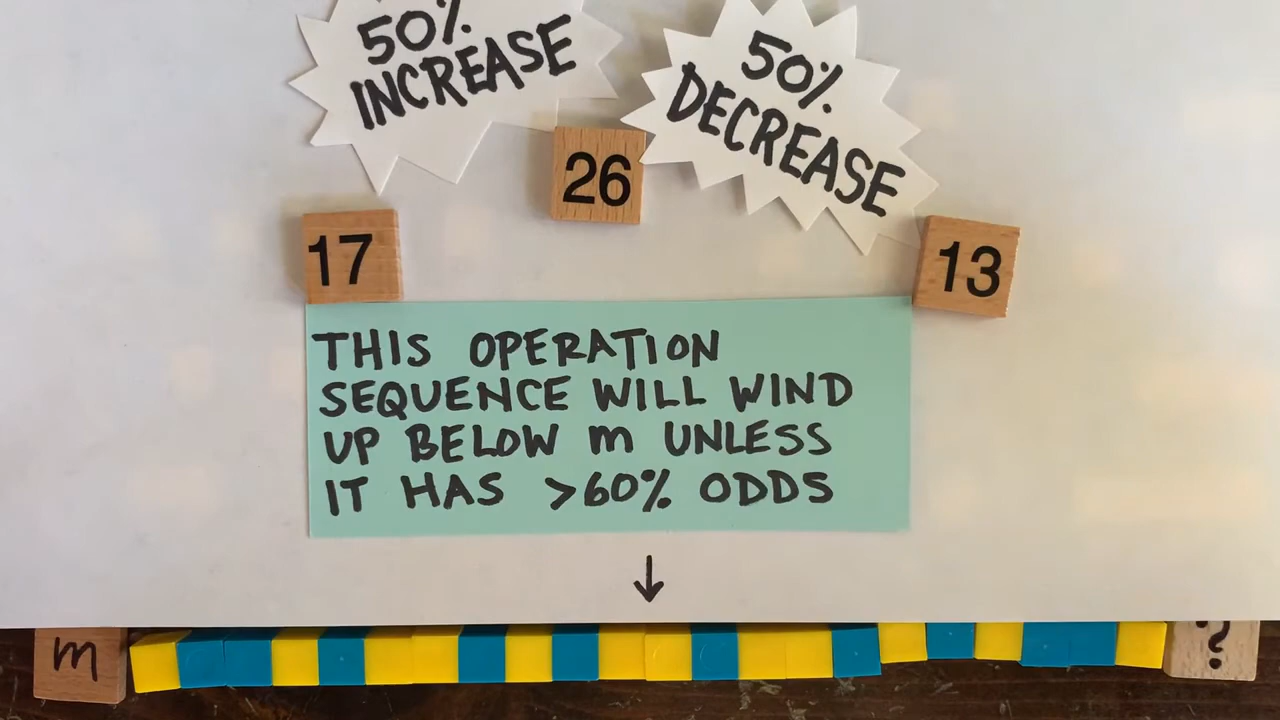 50%
INCREASE
50%
DECREASE
26
17
13
THIS OPERATION
SEQUENCE WILL WIND
UP BELOW m UNLESS
IT HAS >60% ODDS
↓
m
?